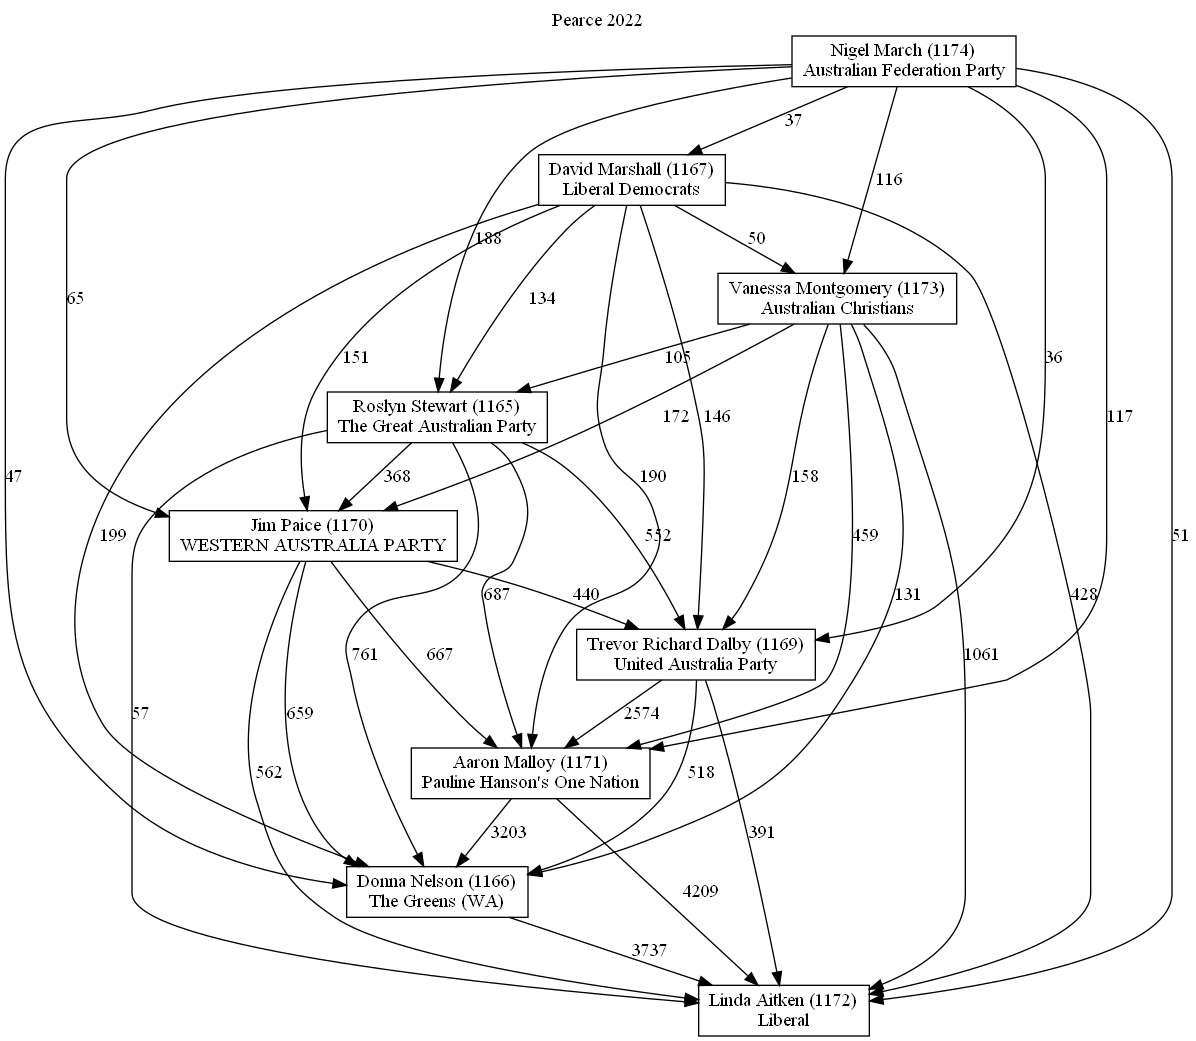 Pearce 2022
Nigel March (1174)
Australian Federation Party
37
David Marshall (1167)
Liberal Democrats
116
188
50
65
134
Vanessa Montgomery (1173)
Australian Christians
151
105
36
Roslyn Stewart (1165)
The Great Australian Party
172
146
117
47
368
190
158
Jim Paice (1170)
WESTERN AUSTRALIA PARTY
199
552
459
51
687
440
131
428
Trevor Richard Dalby (1169)
United Australia Party
761
667
1061
57
659
2574
Aaron Malloy (1171)
Pauline Hanson's One Nation
562
518
3203
391
Donna Nelson (1166)
The Greens (WA)
4209
3737
Linda Aitken (1172)
Liberal